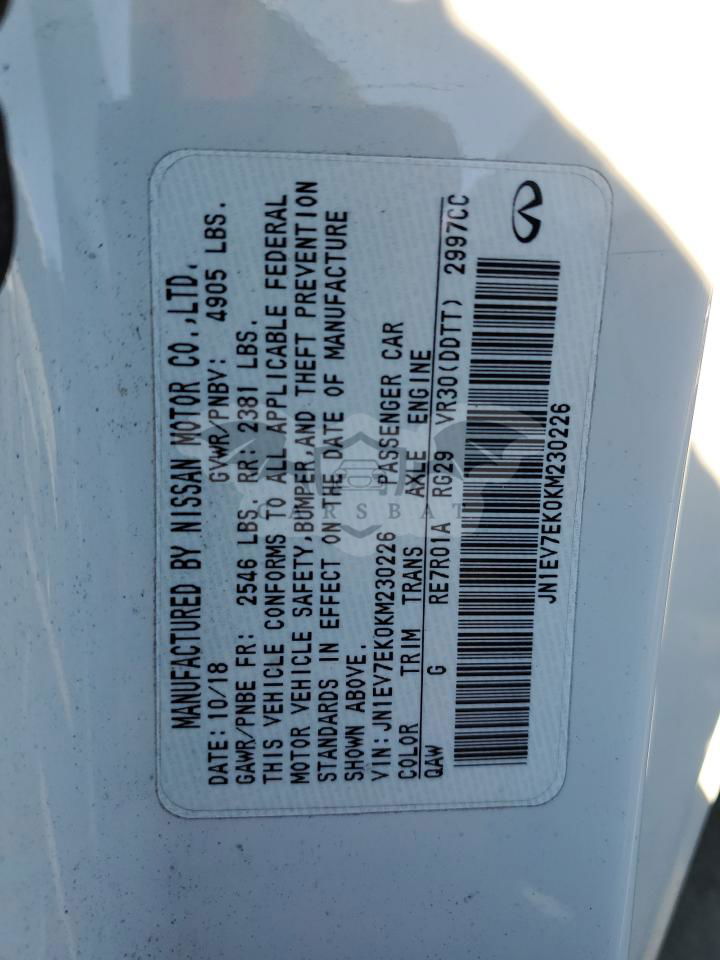 MANUFACTURED BY NISSAN MOTOR CO.,LTD.
DATE: 10/18 GVWR/PNBV: 4905 LBS.
GAWR/PNBE FR: 2546 LBS. RR: 2381 LBS.
THIS VEHICLE CONFORMS TO ALL APPLICABLE FEDERAL
MOTOR VEHICLE SAFETY,BUMPER,AND THEFT PREVENTION
STANDARDS IN EFFECT ON THE DATE OF MANUFACTURE
SHOWN ABOVE.
VIN:JN1EV7EK0KM230226 PASSENGER CAR
COLOR TRIM TRANS AXLE ENGINE
QAW G RE7R01A RG29 VR30(DDTT) 2997CC
JN1EV7EK0KM230226
CARSBAT